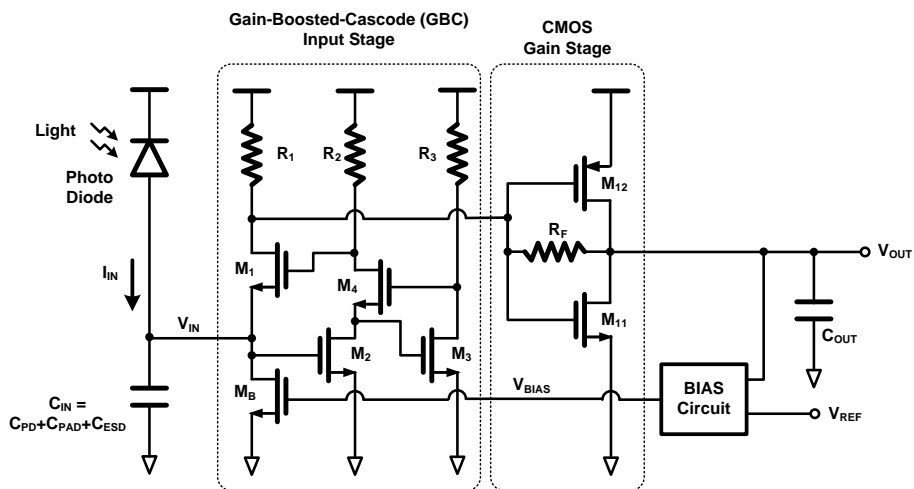 Gain-Boosted-Cascode (GBC)
Input Stage
CMOS
Gain Stage
Light
Photo
Diode
R1
R2
R3
M12
RF
VOUT
IIN
M1
M4
VIN
M2
M3
M11
COUT
MB
VBIAS
BIAS
Circuit
VREF
CIN =
CPD+CPAD+CESD